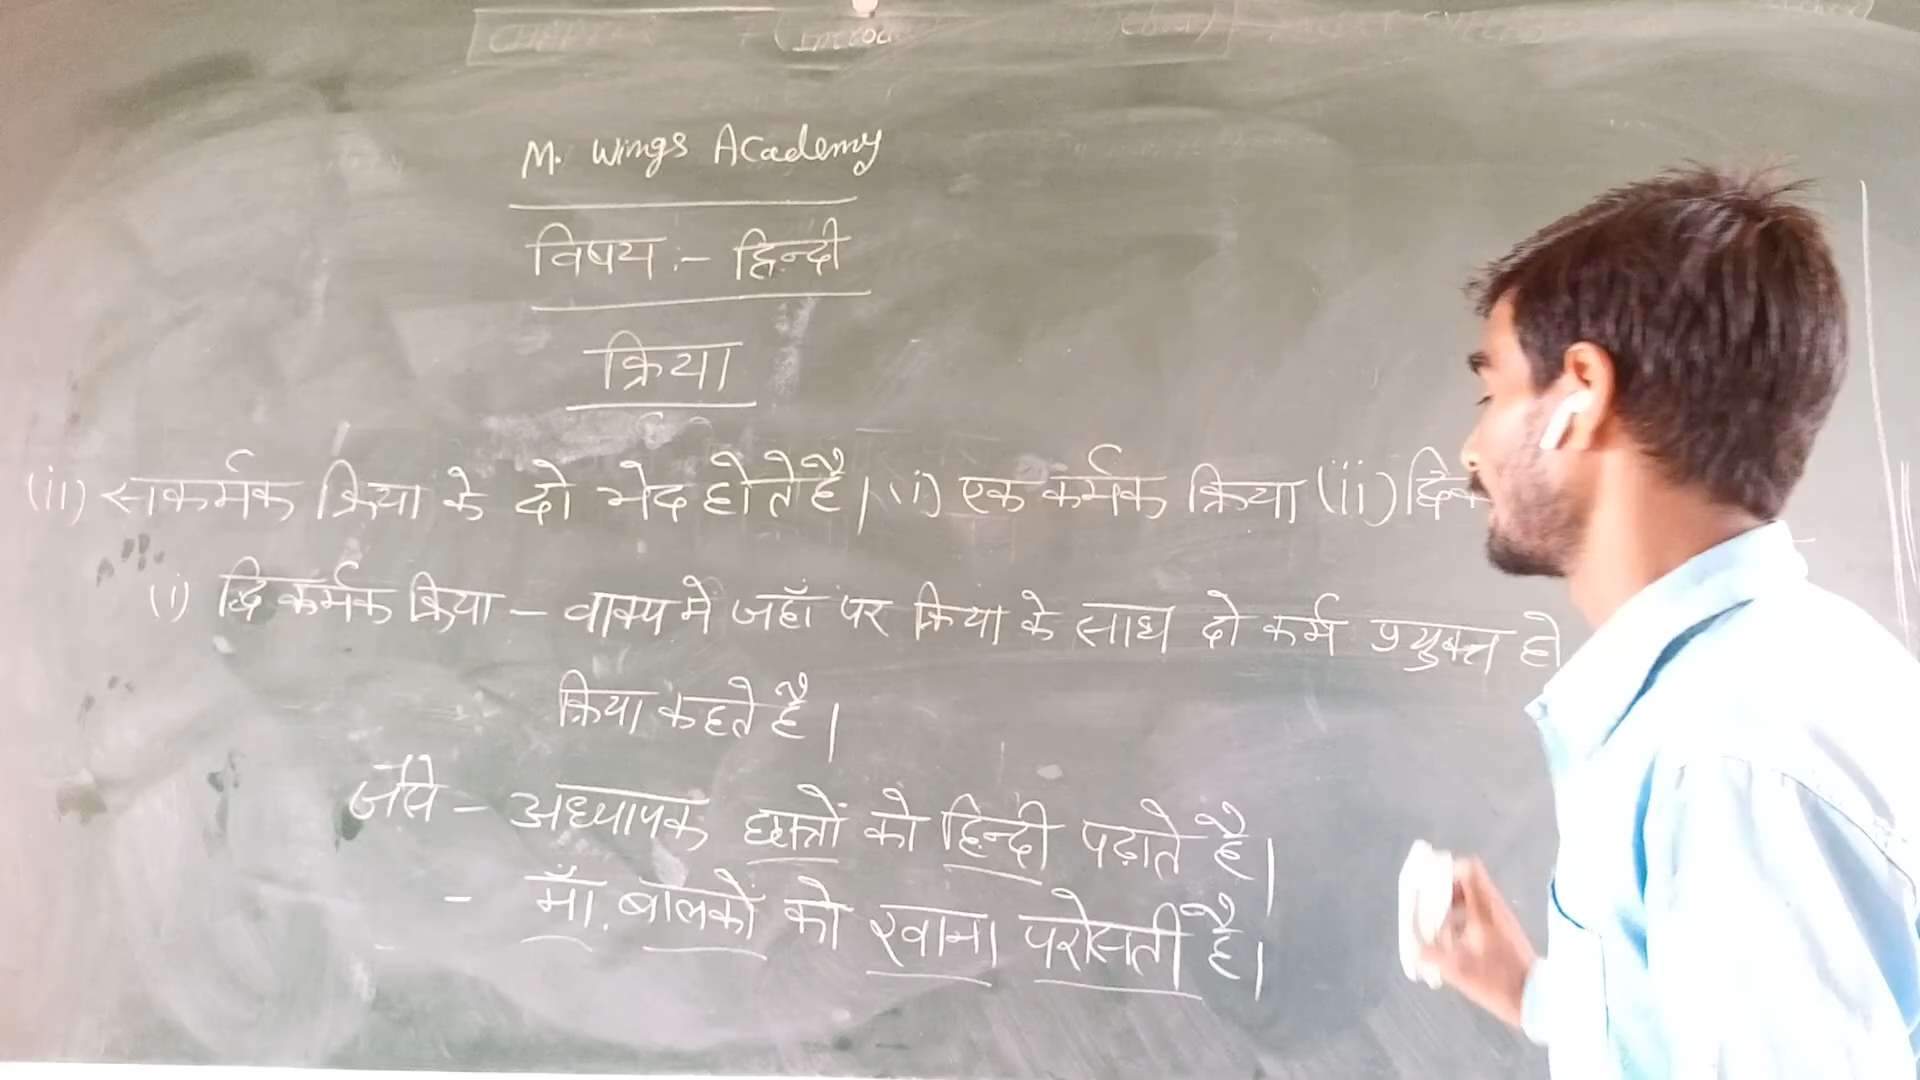 M. Wings Academy
विषय :- हिन्दी
क्रिया
(ii) सकर्मक क्रिया के दो भेद होते है। (i) एक कर्मक क्रिया (ii)
(i) द्वि कर्मक क्रिया - वाक्य में जहाँ पर क्रिया के साथ दो कर्म प्रयुक्त हो
क्रिया कहते है।
जैसे - अध्यापक छात्रों को हिन्दी पढ़ाते है।
- माँ बालकों को खाना परोसती है।